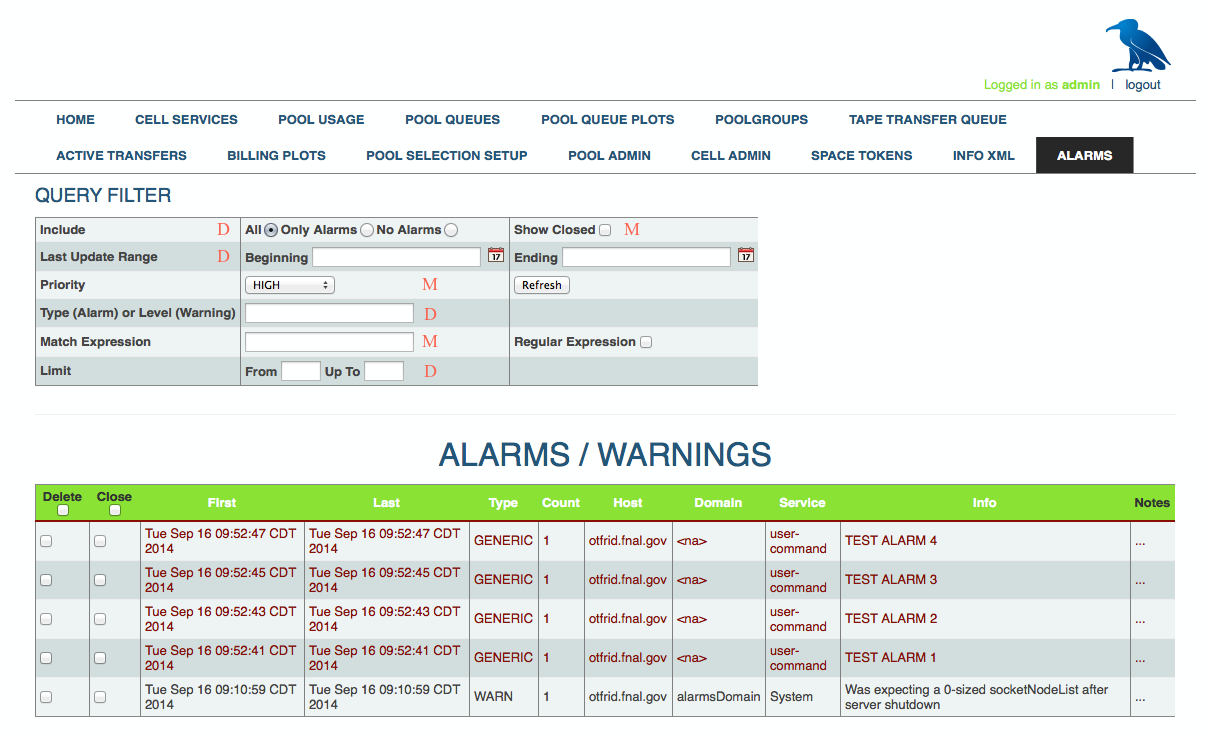 Logged in as admin | logout
HOME CELL SERVICES POOL USAGE POOL QUEUES POOL QUEUE PLOTS POOLGROUPS TAPE TRANSFER QUEUE
ACTIVE TRANSFERS BILLING PLOTS POOL SELECTION SETUP POOL ADMIN CELL ADMIN SPACE TOKENS INFO XML ALARMS
QUERY FILTER
Include D All Only Alarms No Alarms Show Closed M
Last Update Range D Beginning 17 Ending 17
Priority HIGH M Refresh
Type (Alarm) or Level (Warning) D
Match Expression M Regular Expression
Limit From Up To D
ALARMS / WARNINGS
Delete Close First Last Type Count Host Domain Service Info Notes
Tue Sep 16 09:52:47 CDT Tue Sep 16 09:52:47 CDT user-
2014 2014 GENERIC 1 otfrid.fnal.gov <na> command TEST ALARM 4 ...
Tue Sep 16 09:52:45 CDT Tue Sep 16 09:52:45 CDT user-
2014 2014 GENERIC 1 otfrid.fnal.gov <na> command TEST ALARM 3 ...
Tue Sep 16 09:52:43 CDT Tue Sep 16 09:52:43 CDT user-
2014 2014 GENERIC 1 otfrid.fnal.gov <na> command TEST ALARM 2 ...
Tue Sep 16 09:52:41 CDT Tue Sep 16 09:52:41 CDT user-
2014 2014 GENERIC 1 otfrid.fnal.gov <na> command TEST ALARM 1 ...
Tue Sep 16 09:10:59 CDT Tue Sep 16 09:10:59 CDT Was expecting a 0-sized socketNodeList after
2014 2014 WARN 1 otfrid.fnal.gov alarmsDomain System server shutdown ...